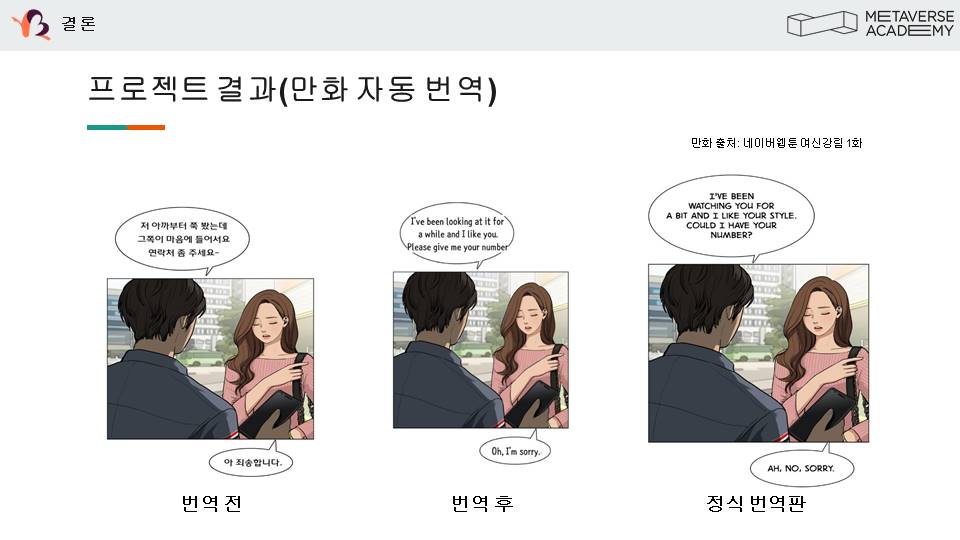 결론
METAVERSE
ACADEMY
프로젝트 결과(만화 자동 번역)
만화 출처: 네이버웹툰 여신강림 1화
저 아까부터 쭉 봤는데
그쪽이 마음에 들어서요
연락처 좀 주세요~
아 죄송합니다.
번역 전
I've been looking at it for
a while and I like you.
Please give me your number
Oh, I'm sorry.
번역 후
I'VE BEEN
WATCHING YOU FOR
A BIT AND I LIKE YOUR STYLE.
COULD I HAVE YOUR
NUMBER?
AH, NO, SORRY.
정식 번역판